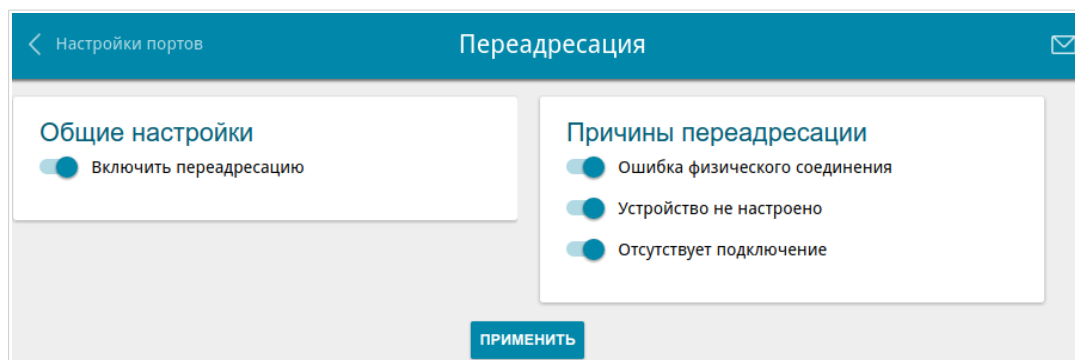 Настройки портов
Переадресация
Общие настройки
Включить переадресацию
Причины переадресации
Ошибка физического соединения
Устройство не настроено
Отсутствует подключение
ПРИМЕНИТЬ